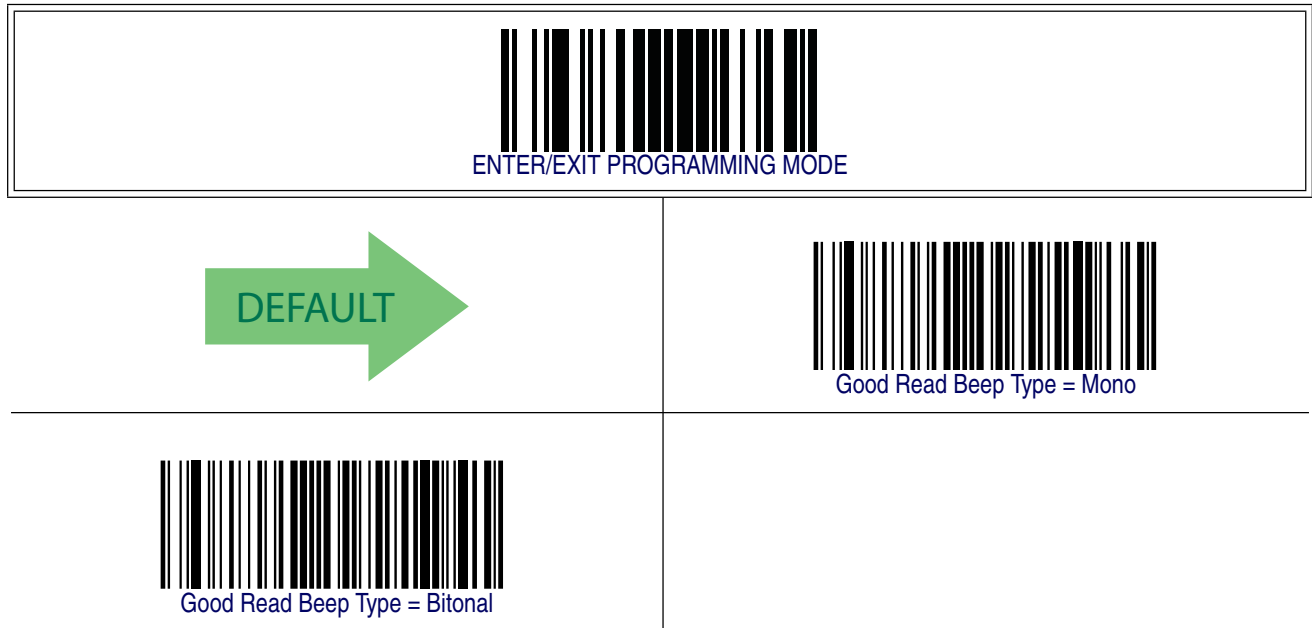 ENTER/EXIT PROGRAMMING MODE
DEFAULT
Good Read Beep Type = Mono
Good Read Beep Type = Bitonal